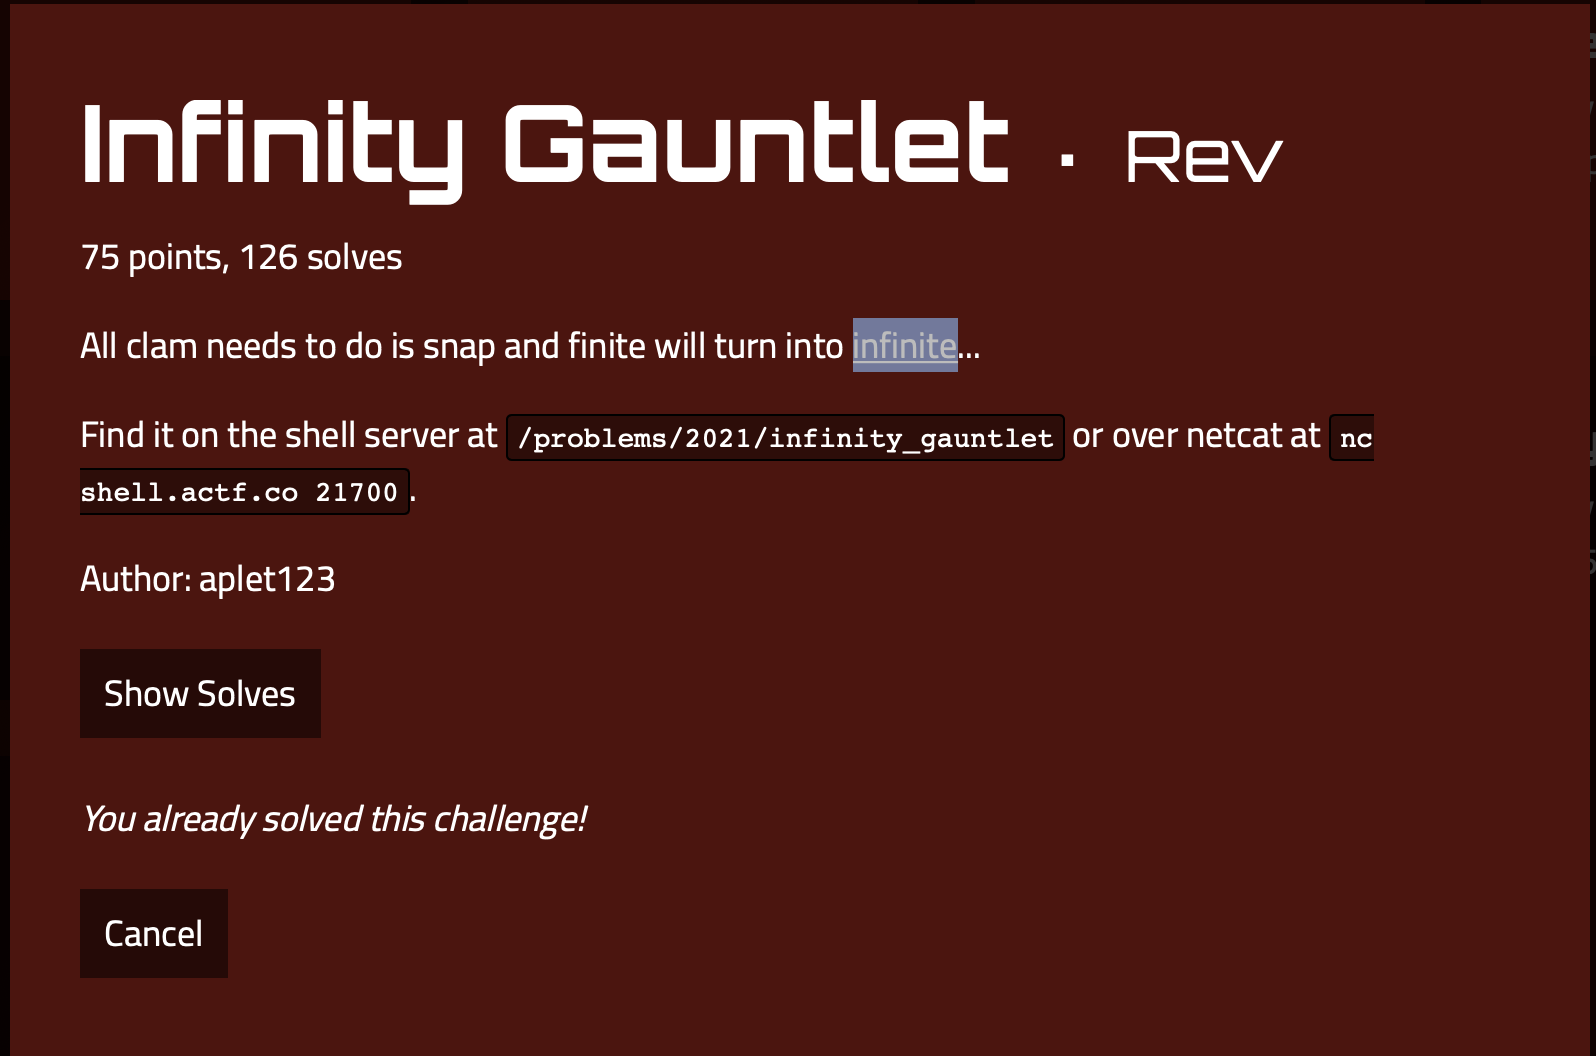 Infinity Gauntlet · Rev
75 points, 126 solves
All clam needs to do is snap and finite will turn into infinite...
Find it on the shell server at /problems/2021/infinity_gauntlet or over netcat at nc
shell.actf.co 21700.
Author: aplet123
Show Solves
You already solved this challenge!
Cancel